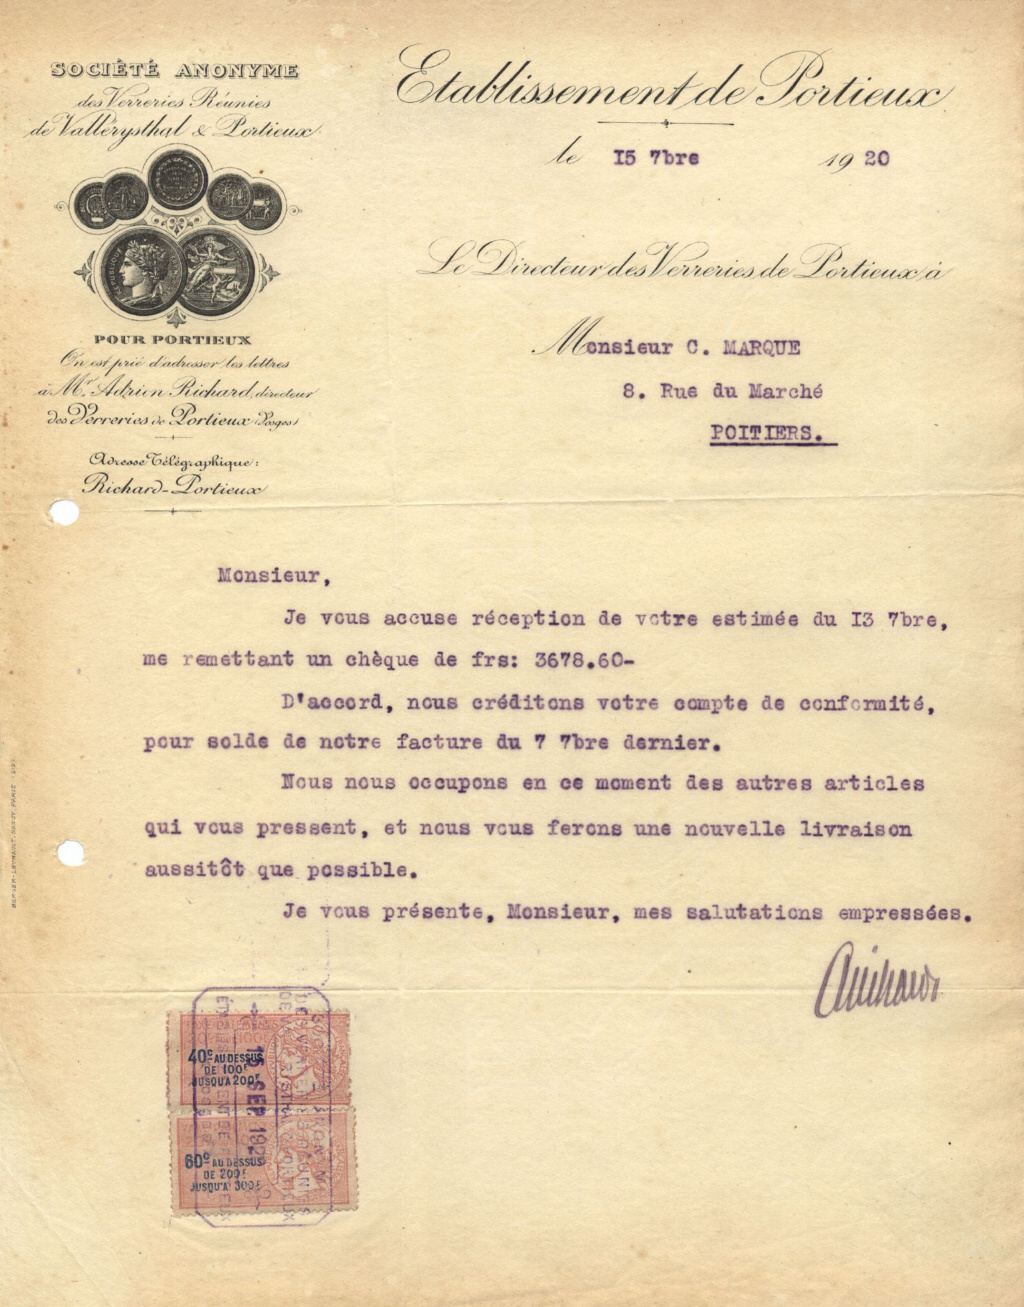 SOCIÉTÉ ANONYME
des Verreries Réunies
de Vallérysthal & Portieux
POUR PORTIEUX
On est prié d'adresser les lettres
à Mr. Adrien Richard, directeur
des Verreries de Portieux (Vosges)
Adresse Télégraphique:
Richard-Portieux
Etablissement de Portieux
le 15 7bre 1920
Le Directeur des Verreries de Portieux à
Monsieur C. MARQUE
8. Rue du Marché
POITIERS.
Monsieur,
Je vous accuse réception de votre estimée du 13 7bre,
me remettant un chèque de frs: 3678.60-
D'accord, nous créditons votre compte de conformité,
pour solde de notre facture du 7 7bre dernier.
Nous nous occupons en ce moment des autres articles
qui vous pressent, et nous vous ferons une nouvelle livraison
aussitôt que possible.
Je vous présente, Monsieur, mes salutations empressées.
ARichard
40c AU DESSUS
DE 100F
JUSQU'A 200F
60c AU DESSUS
DE 200F
JUSQU'A 300F
15 SEP 192